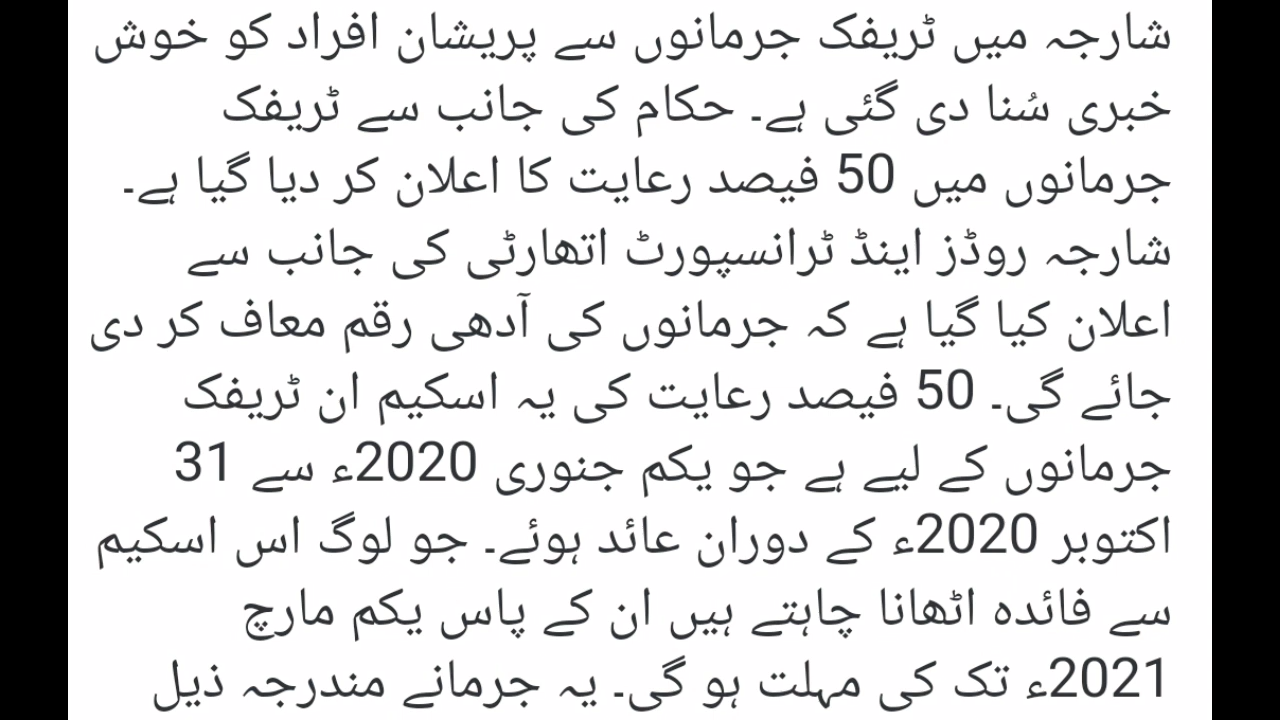 شارجہ میں ٹریفک جرمانوں سے پریشان افراد کو خوش
خبری سُنا دی گئی ہے۔ حکام کی جانب سے ٹریفک
جرمانوں میں 50 فیصد رعایت کا اعلان کر دیا گیا ہے۔
شارجہ روڈز اینڈ ٹرانسپورٹ اتھارٹی کی جانب سے
اعلان کیا گیا ہے کہ جرمانوں کی آدھی رقم معاف کر دی
جائے گی۔ 50 فیصد رعایت کی یہ اسکیم ان ٹریفک
جرمانوں کے لیے ہے جو یکم جنوری 2020ء سے 31
اکتوبر 2020ء کے دوران عائد ہوئے۔ جو لوگ اس اسکیم
سے فائدہ اٹھانا چاہتے ہیں ان کے پاس یکم مارچ
2021ء تک کی مہلت ہو گی۔ یہ جرمانے مندرجہ ذیل